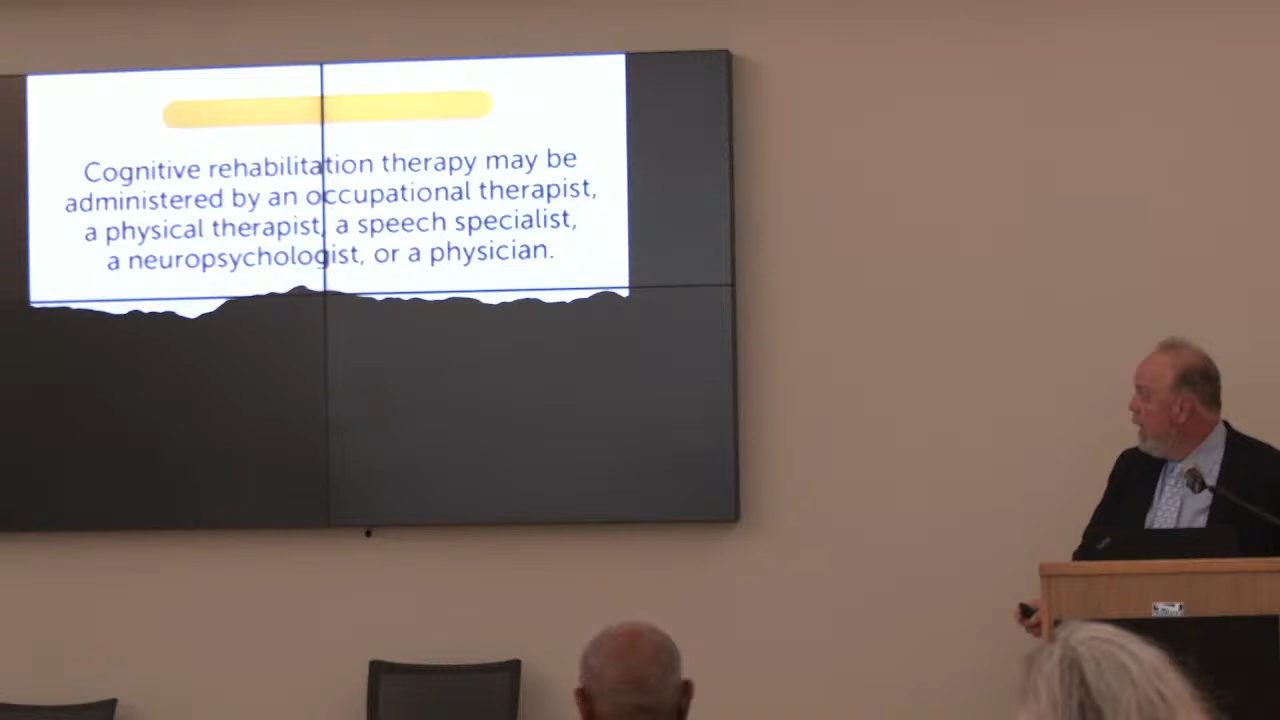 Cognitive rehabilitation therapy may be
administered by an occupational therapist,
a physical therapist, a speech specialist,
a neuropsychologist, or a physician.